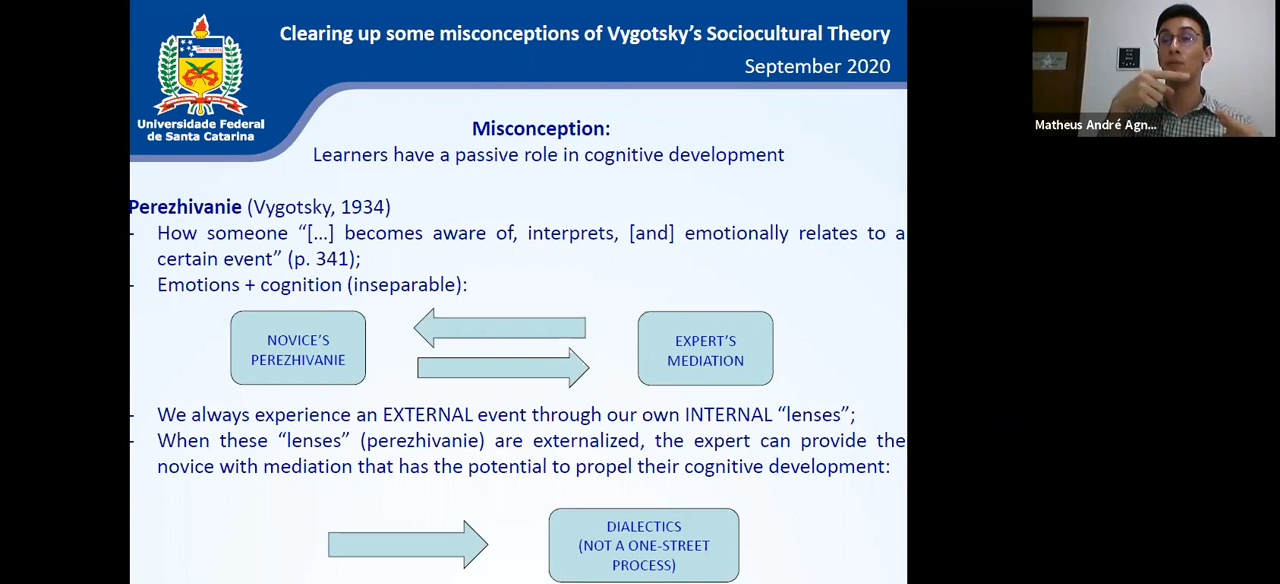 Clearing up some misconceptions of Vygotsky’s Sociocultural Theory
September 2020
Universidade Federal
de Santa Catarina
Matheus André Agn...
Misconception:
Learners have a passive role in cognitive development
Perezhivanie (Vygotsky, 1934)
- How someone “[...] becomes aware of, interprets, [and] emotionally relates to a
certain event” (p. 341);
- Emotions + cognition (inseparable):
NOVICE’S
PEREZHIVANIE
EXPERT’S
MEDIATION
- We always experience an EXTERNAL event through our own INTERNAL “lenses”;
- When these “lenses” (perezhivanie) are externalized, the expert can provide the
novice with mediation that has the potential to propel their cognitive development:
DIALECTICS
(NOT A ONE-STREET
PROCESS)